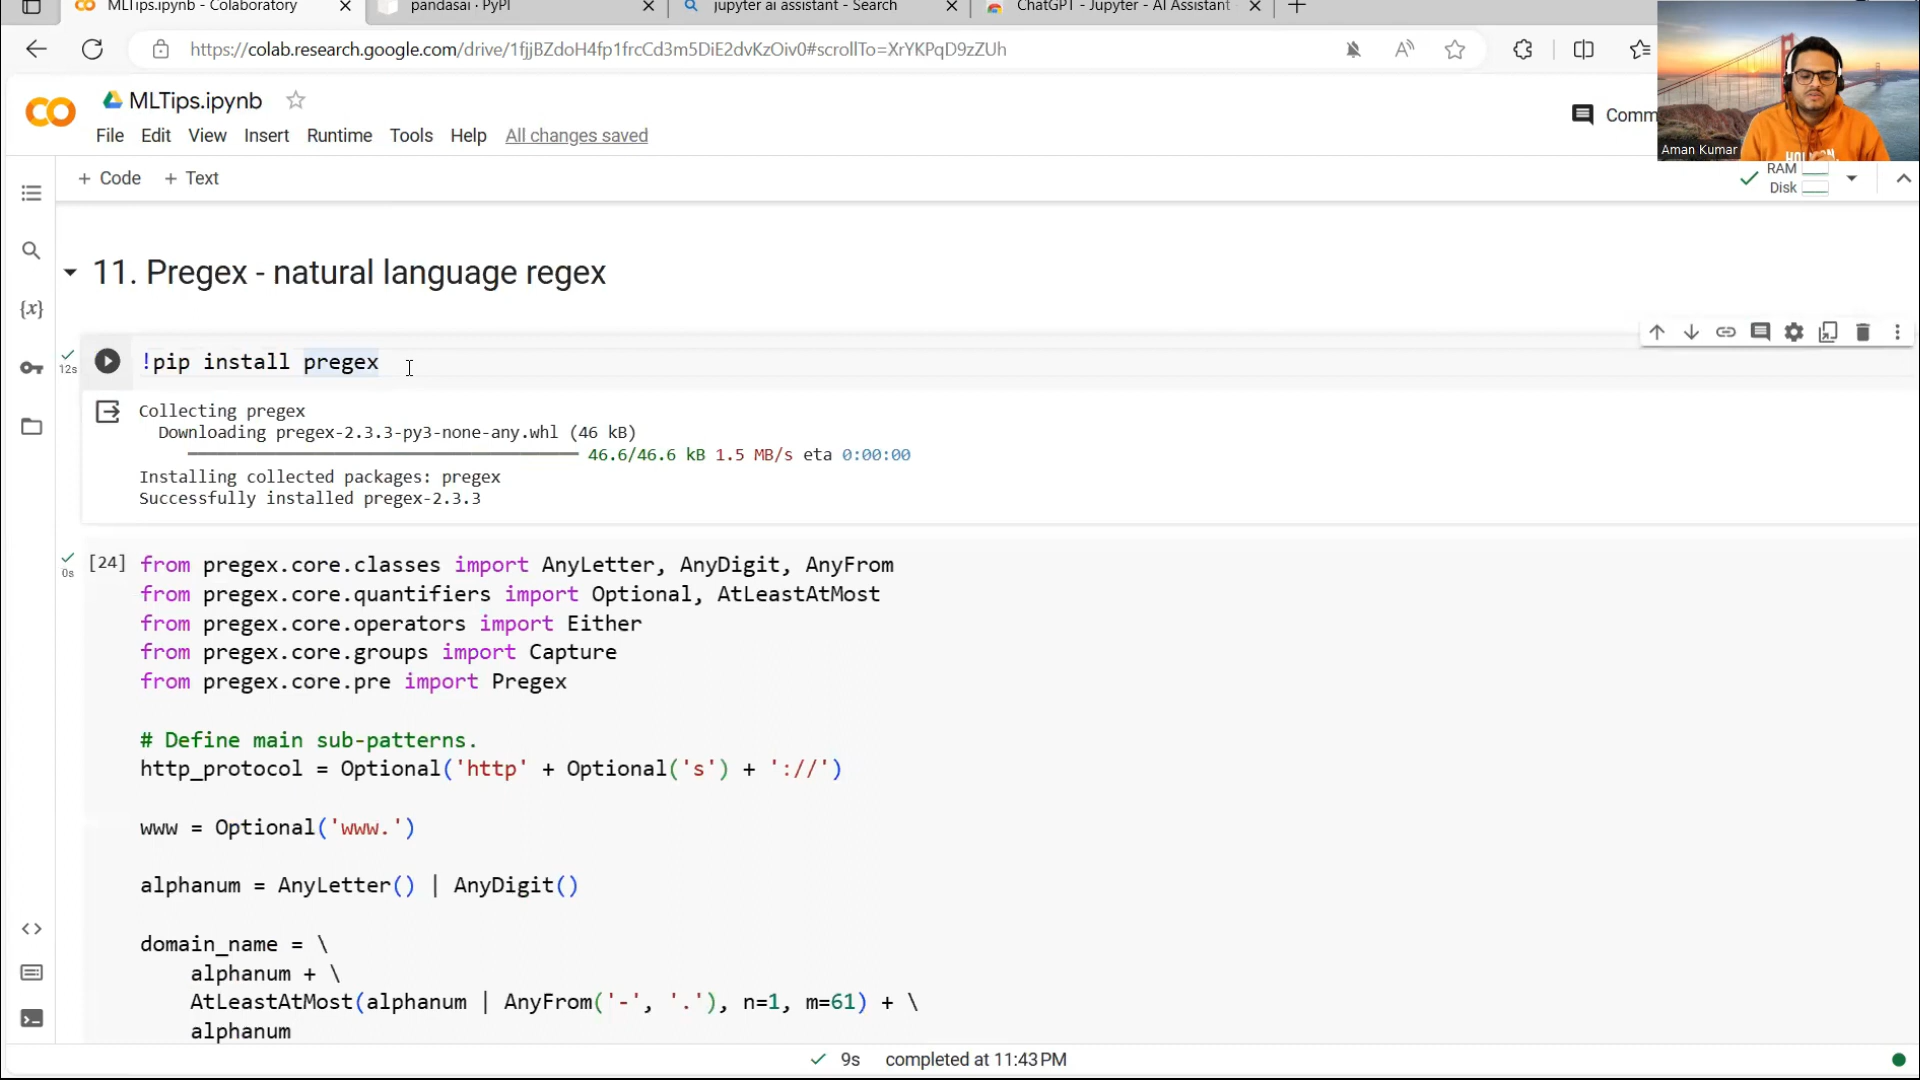 MLTips.ipynb - Colaboratory
pandasai · PyPI
jupyter ai assistant - Search
ChatGPT - Jupyter - AI Assistant
https://colab.research.google.com/drive/1fjjBZdoH4fp1frcCd3m5DiE2dvKzOiv0#scrollTo=XrYKPqD9zZUh
CO
MLTips.ipynb
File Edit View Insert Runtime Tools Help All changes saved
Comm
Aman Kumar
+ Code + Text
RAM
Disk
11. Pregex - natural language regex
{x}
12s
!pip install pregex
Collecting pregex
Downloading pregex-2.3.3-py3-none-any.whl (46 kB)
46.6/46.6 kB 1.5 MB/s eta 0:00:00
Installing collected packages: pregex
Successfully installed pregex-2.3.3
0s
[24] from pregex.core.classes import AnyLetter, AnyDigit, AnyFrom
from pregex.core.quantifiers import Optional, AtLeastAtMost
from pregex.core.operators import Either
from pregex.core.groups import Capture
from pregex.core.pre import Pregex
# Define main sub-patterns.
http_protocol = Optional('http' + Optional('s') + '://')
www = Optional('www.')
alphanum = AnyLetter() | AnyDigit()
domain_name = \
alphanum + \
AtLeastAtMost(alphanum | AnyFrom('-', '.'), n=1, m=61) + \
alphanum
9s completed at 11:43 PM